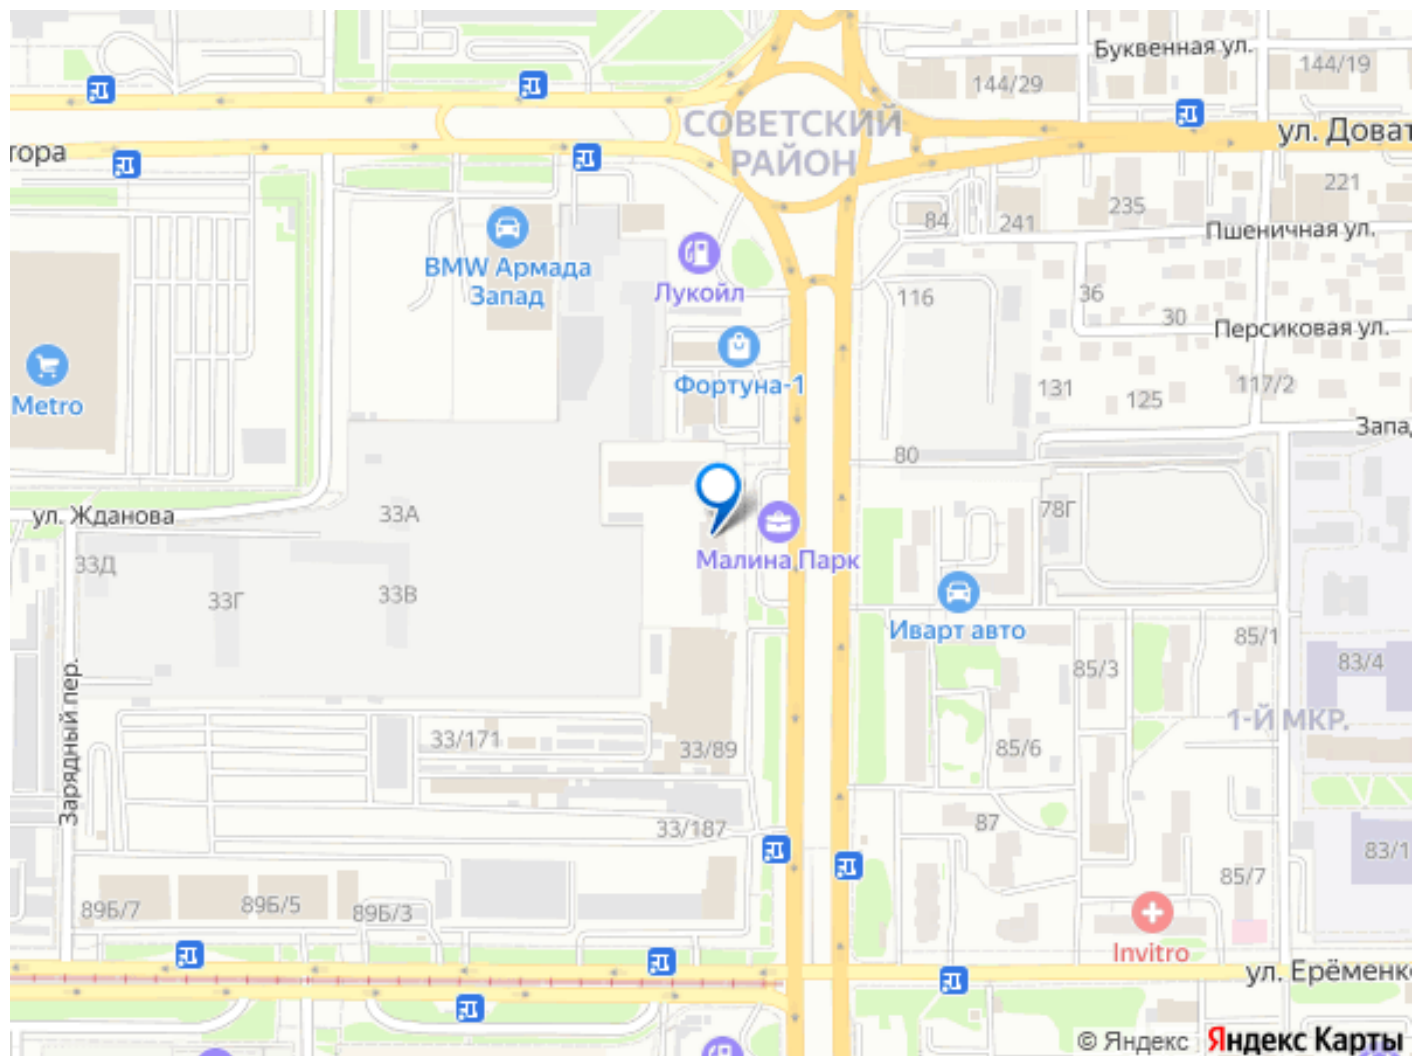 Буквенная ул.
144/19
144/29
СОВЕТСКИЙ
РАЙОН
ул. Доват
тора
221
235
84
241
Пшеничная ул.
BMW Армада
Запад
Лукойл
116
36
30
Персиковая ул.
Фортуна-1
Metro
131
125
117/2
Запад
80
ул. Жданова
33А
78Г
Малина Парк
33Д
33Г
33В
Иварт авто
85/1
85/3
83/4
Зарядный пер.
1-Й МКР.
33/171
33/89
85/6
33/187
87
83/1
85/7
89Б/7
89Б/5
89Б/3
Invitro
ул. Ерёменк
© Яндекс
Яндекс Карты